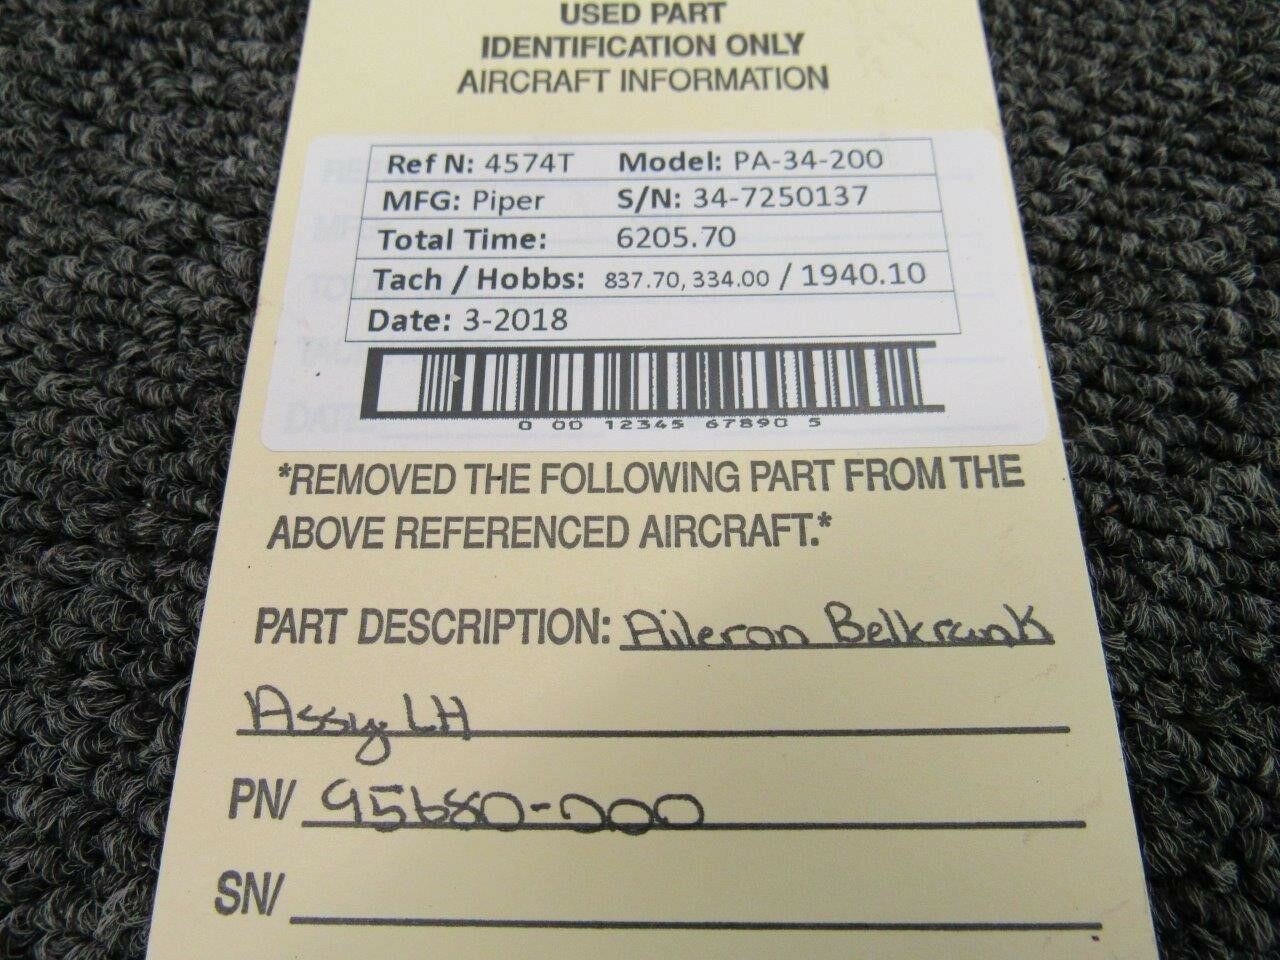 USED PART
IDENTIFICATION ONLY
AIRCRAFT INFORMATION
Ref N: 4574T Model: PA-34-200
MFG: Piper S/N: 34-7250137
Total Time: 6205.70
Tach / Hobbs: 837.70, 334.00 / 1940.10
Date: 3-2018
0 00 12345 67890 5
*REMOVED THE FOLLOWING PART FROM THE
ABOVE REFERENCED AIRCRAFT.*
PART DESCRIPTION: Aileron Belkrank
Assy LH
PN/ 95680-000
SN/